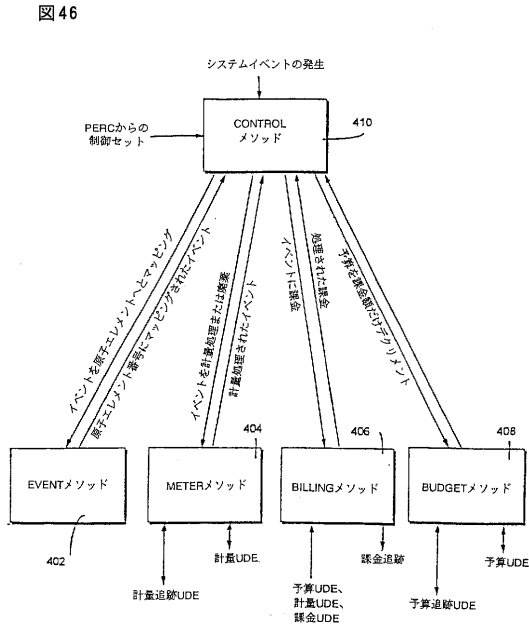 図46
システムイベントの発生
PERCからの
制御セット
CONTROL
メソッド
410
イベントを原子エレメントへとマッピング
原子エレメント番号にマッピングされたイベント
イベントを計量処理または廃棄
計量処理されたイベント
イベントに課金
処理された課金
予算を課金額だけデクリメント
EVENTメソッド
402
METERメソッド
404
BILLINGメソッド
406
BUDGETメソッド
408
計量追跡UDE
計量UDE
予算UDE、
計量UDE、
課金UDE
課金追跡
予算追跡UDE
予算UDE